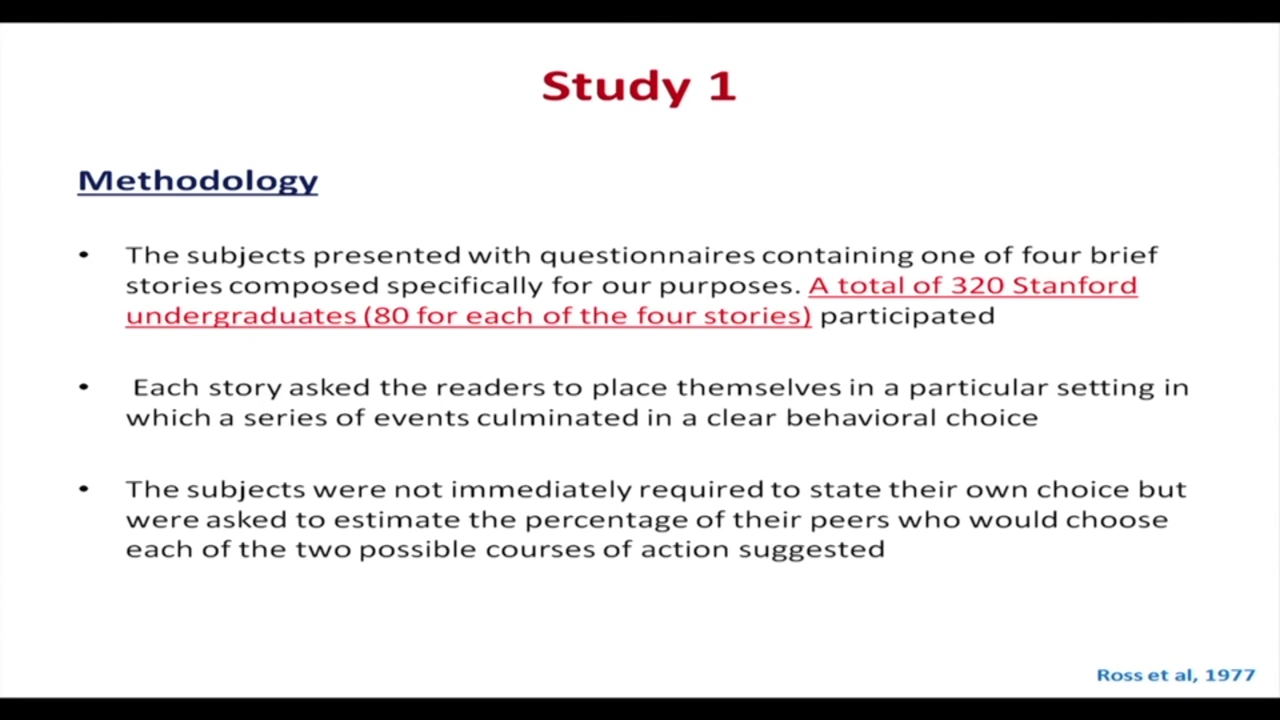 Study 1
Methodology
• The subjects presented with questionnaires containing one of four brief
stories composed specifically for our purposes. A total of 320 Stanford
undergraduates (80 for each of the four stories) participated
• Each story asked the readers to place themselves in a particular setting in
which a series of events culminated in a clear behavioral choice
• The subjects were not immediately required to state their own choice but
were asked to estimate the percentage of their peers who would choose
each of the two possible courses of action suggested
Ross et al, 1977